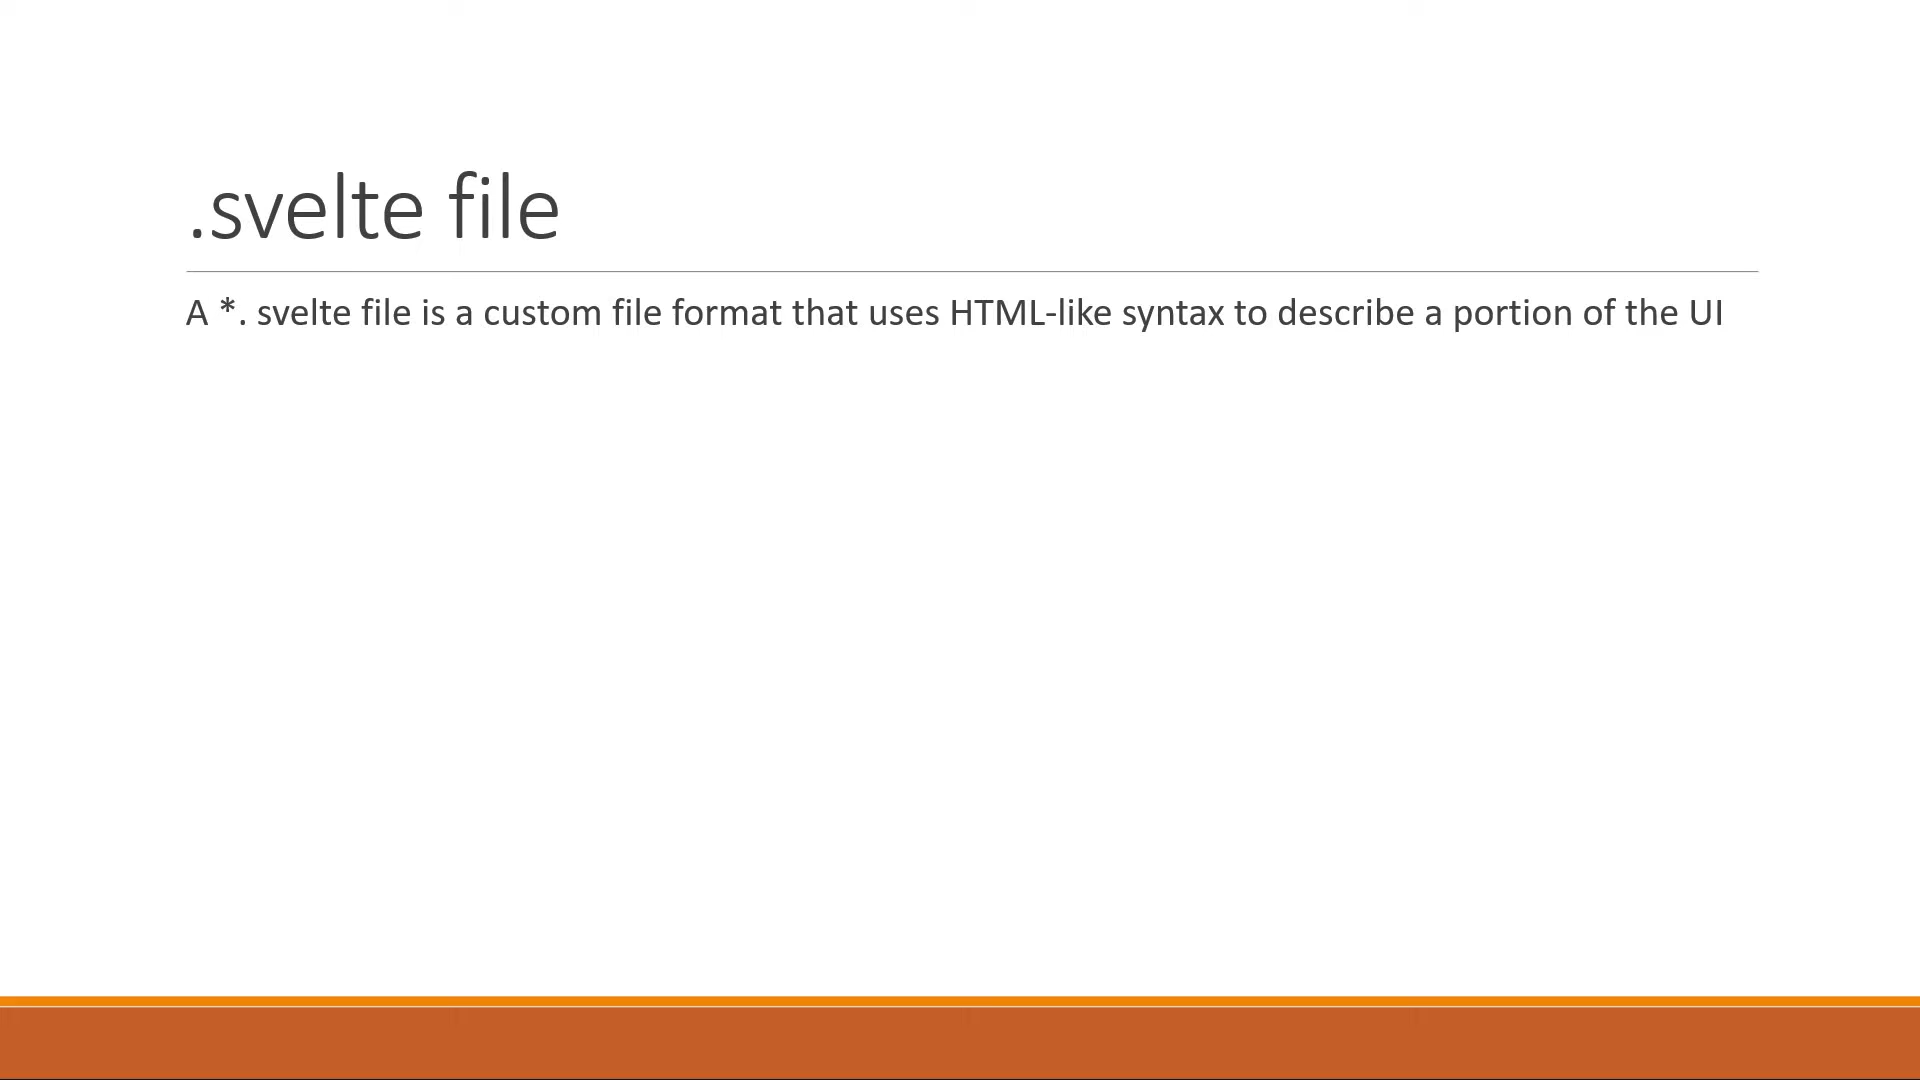 .svelte file
A *. svelte file is a custom file format that uses HTML-like syntax to describe a portion of the UI